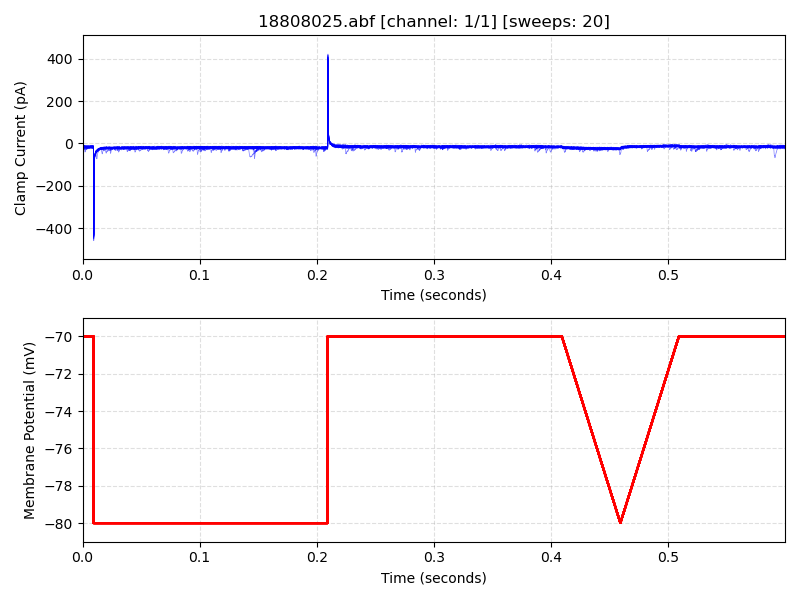 18808025.abf [channel: 1/1] [sweeps: 20]
Clamp Current (pA)
400
200
0
−200
−400
0.0 0.1 0.2 0.3 0.4 0.5
Time (seconds)
Membrane Potential (mV)
−70
−72
−74
−76
−78
−80
0.0 0.1 0.2 0.3 0.4 0.5
Time (seconds)